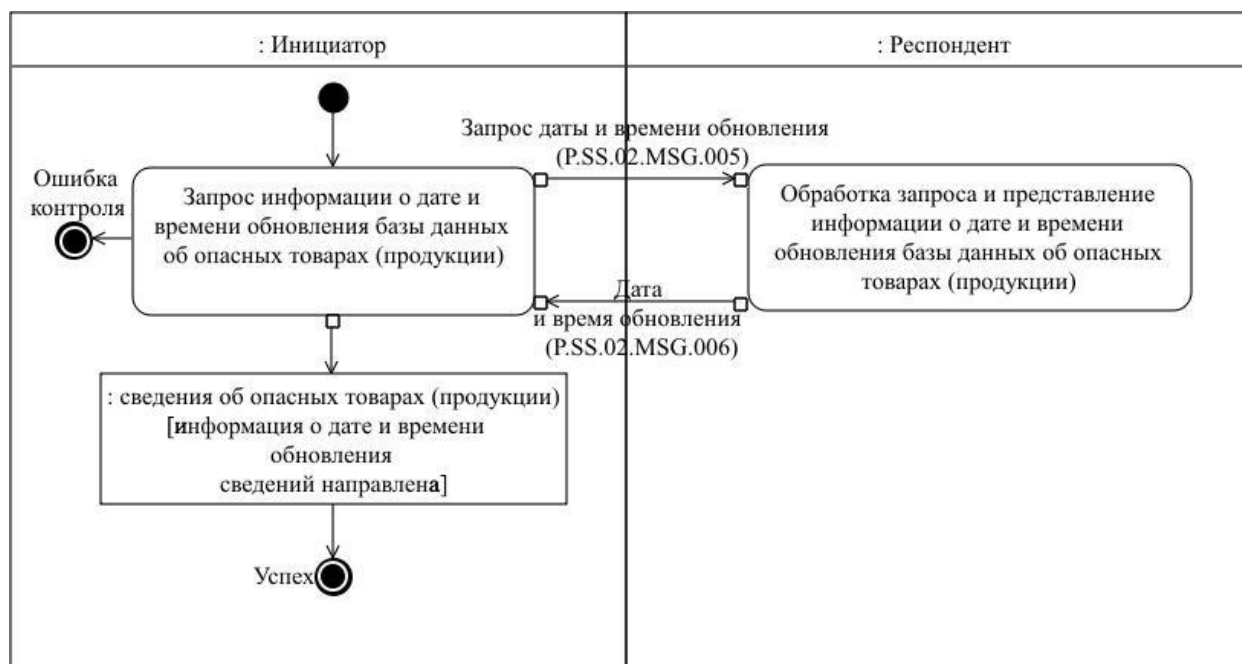 : Инициатор
: Респондент
Запрос даты и времени обновления
(P.SS.02.MSG.005)
Ошибка
контроля
Запрос информации о дате и
времени обновления базы данных
об опасных товарах (продукции)
Обработка запроса и представление
информации о дате и времени
обновления базы данных об опасных
товарах (продукции)
Дата
и время обновления
(P.SS.02.MSG.006)
: сведения об опасных товарах (продукции)
[информация о дате и времени
обновления
сведений направлена]
Успех